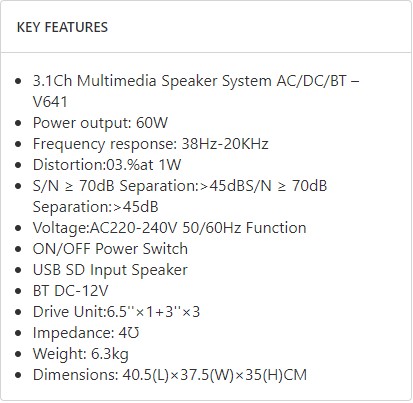 KEY FEATURES
3.1Ch Multimedia Speaker System AC/DC/BT –
V641
Power output: 60W
Frequency response: 38Hz-20KHz
Distortion:03.%at 1W
S/N ≥ 70dB Separation:>45dBS/N ≥ 70dB
Separation:>45dB
Voltage:AC220-240V 50/60Hz Function
ON/OFF Power Switch
USB SD Input Speaker
BT DC-12V
Drive Unit:6.5''×1+3''×3
Impedance: 4Ʊ
Weight: 6.3kg
Dimensions: 40.5(L)×37.5(W)×35(H)CM